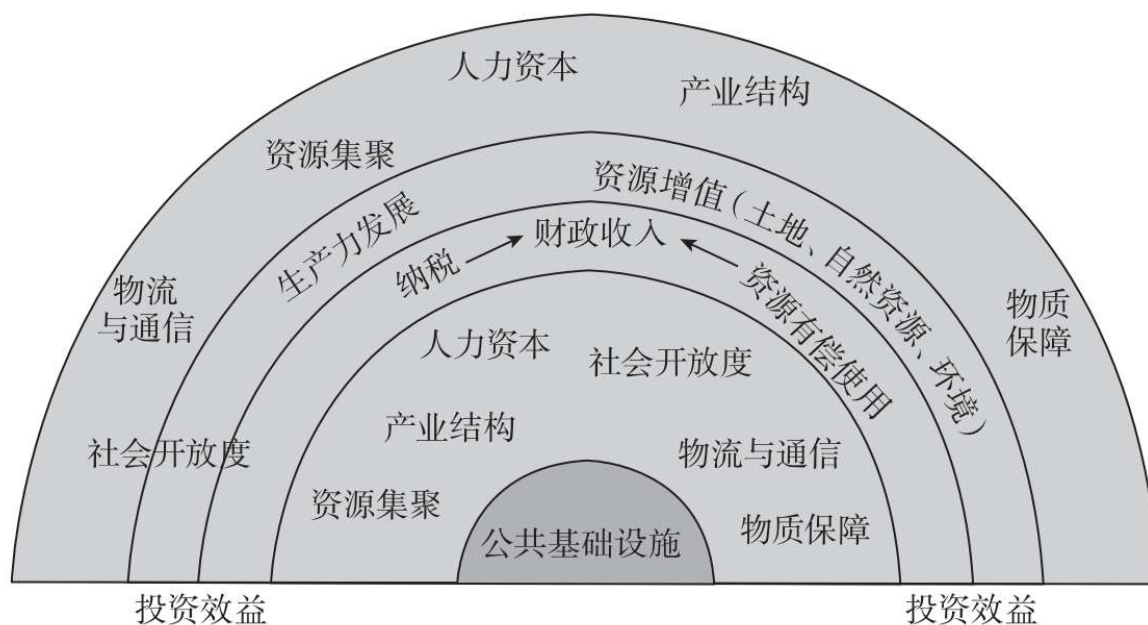 人力资本
产业结构
资源集聚
资源增值(土地、自然资源、环境)
生产力发展
财政收入
纳税
资源有偿使用
物流
与通信
物质
保障
人力资本
社会开放度
产业结构
社会开放度
物流与通信
资源集聚
物质保障
公共基础设施
投资效益
投资效益